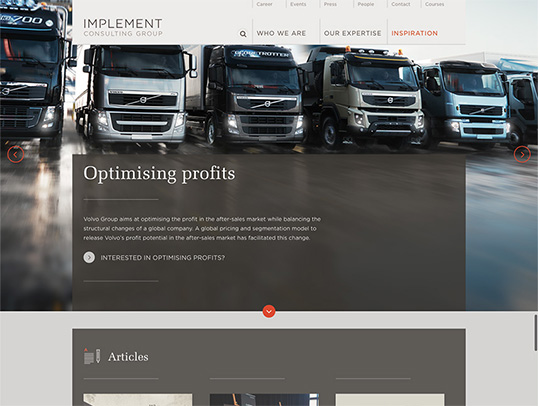 Career Events Press People Contact Courses
IMPLEMENT
CONSULTING GROUP
WHO WE ARE OUR EXPERTISE INSPIRATION
Optimising profits
Volvo Group aims at optimising the profit in the after-sales market while balancing the
structural changes of a global company. A global pricing and segmentation model to
release Volvo's profit potential in the after-sales market has facilitated this change.
INTERESTED IN OPTIMISING PROFITS?
Articles